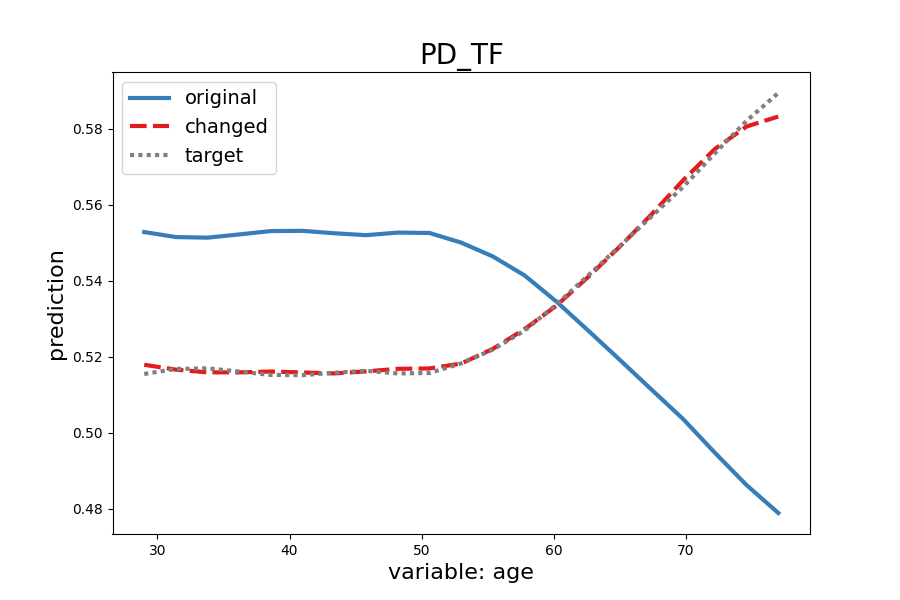 PD_TF
original
changed
target
prediction
0.58
0.56
0.54
0.52
0.50
0.48
30 40 50 60 70
variable: age